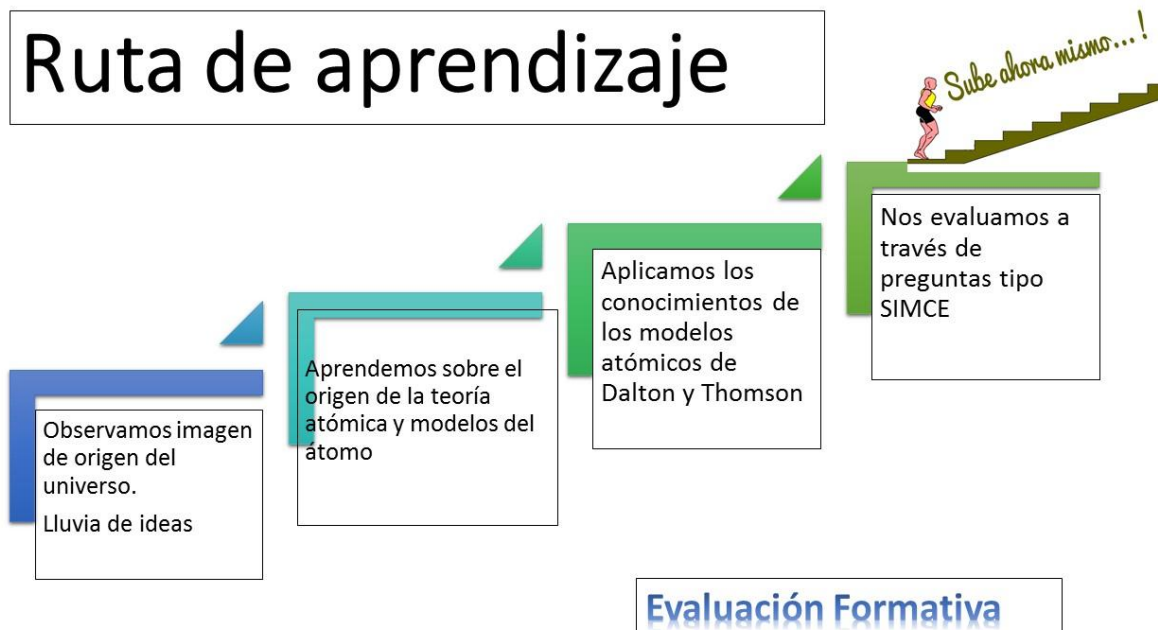 Ruta de aprendizaje
Sube ahora mismo...!
Observamos imagen
de origen del
universo.
Lluvia de ideas
Aprendemos sobre el
origen de la teoría
atómica y modelos del
átomo
Aplicamos los
conocimientos de
los modelos
atómicos de
Dalton y Thomson
Nos evaluamos a
través de
preguntas tipo
SIMCE
Evaluación Formativa